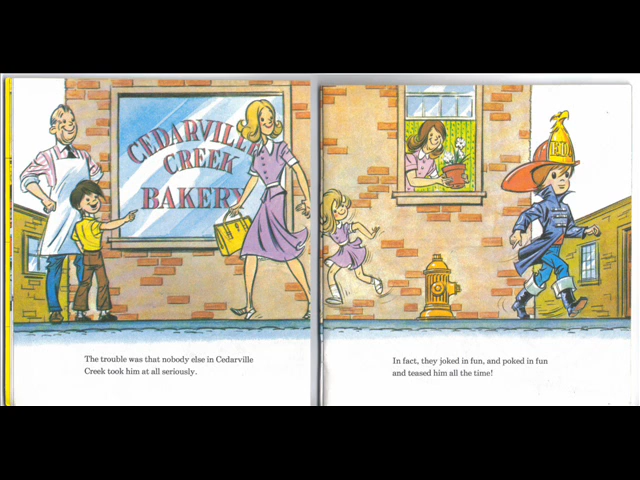 CEDARVILLE
CREEK
BAKERY
The trouble was that nobody else in Cedarville
Creek took him at all seriously.
In fact, they joked in fun, and poked in fun
and teased him all the time!